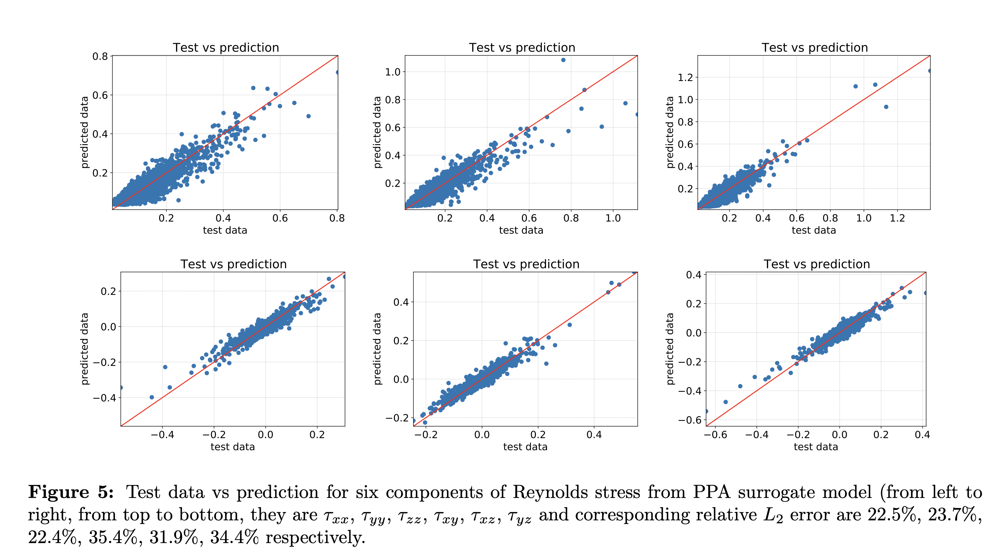 Test vs prediction
0.8
0.6
0.4
0.2
predicted data
0.2 0.4 0.6 0.8
test data
Test vs prediction
1.0
0.8
0.6
0.4
0.2
predicted data
0.2 0.4 0.6 0.8 1.0
test data
Test vs prediction
1.2
1.0
0.8
0.6
0.4
0.2
predicted data
0.2 0.4 0.6 0.8 1.0 1.2
test data
Test vs prediction
0.2
0.0
−0.2
−0.4
predicted data
−0.4 −0.2 0.0 0.2
test data
Test vs prediction
0.4
0.2
0.0
−0.2
predicted data
−0.2 0.0 0.2 0.4
test data
Test vs prediction
0.4
0.2
0.0
−0.2
−0.4
−0.6
predicted data
−0.6 −0.4 −0.2 0.0 0.2 0.4
test data
Figure 5: Test data vs prediction for six components of Reynolds stress from PPA surrogate model (from left to
right, from top to bottom, they are τxx, τyy, τzz, τxy, τxz, τyz and corresponding relative L2 error are 22.5%, 23.7%,
22.4%, 35.4%, 31.9%, 34.4% respectively.